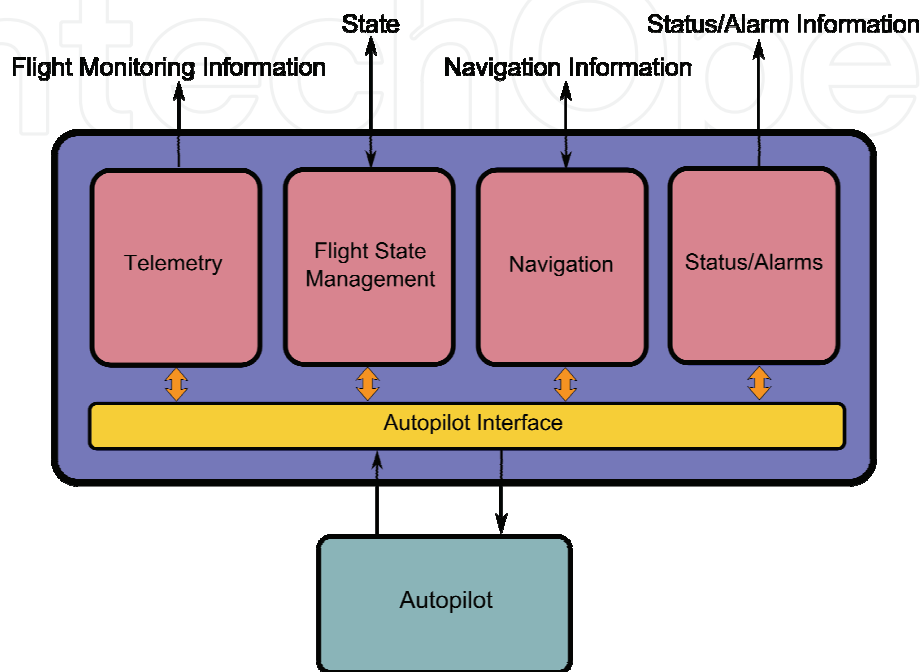 State
Status/Alarm Information
Flight Monitoring Information
Navigation Information
Telemetry
Flight State
Management
Navigation
Status/Alarms
Autopilot Interface
Autopilot